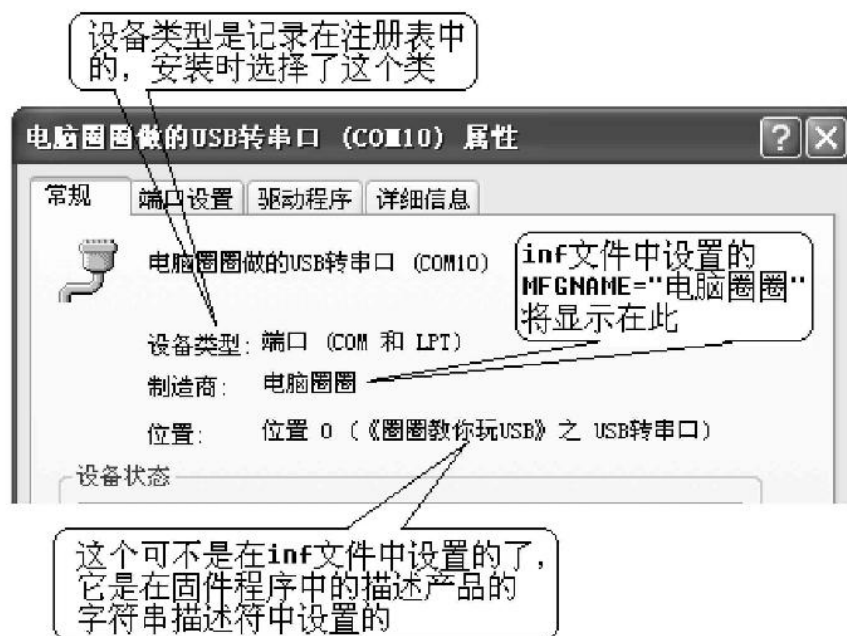 设备类型是记录在注册表中
的，安装时选择了这个类
电脑圈圈做的USB转串口 (COM10) 属性
常规 端口设置 驱动程序 详细信息
电脑圈圈做的USB转串口 (COM10)
inf文件中设置的
MFGNAME="电脑圈圈"
将显示在此
设备类型: 端口 (COM 和 LPT)
制造商: 电脑圈圈
位置: 位置 0 (《圈圈教你玩USB》之 USB转串口)
设备状态
这个可不是在inf文件中设置的了，
它是在固件程序中的描述产品的
字符串描述符中设置的